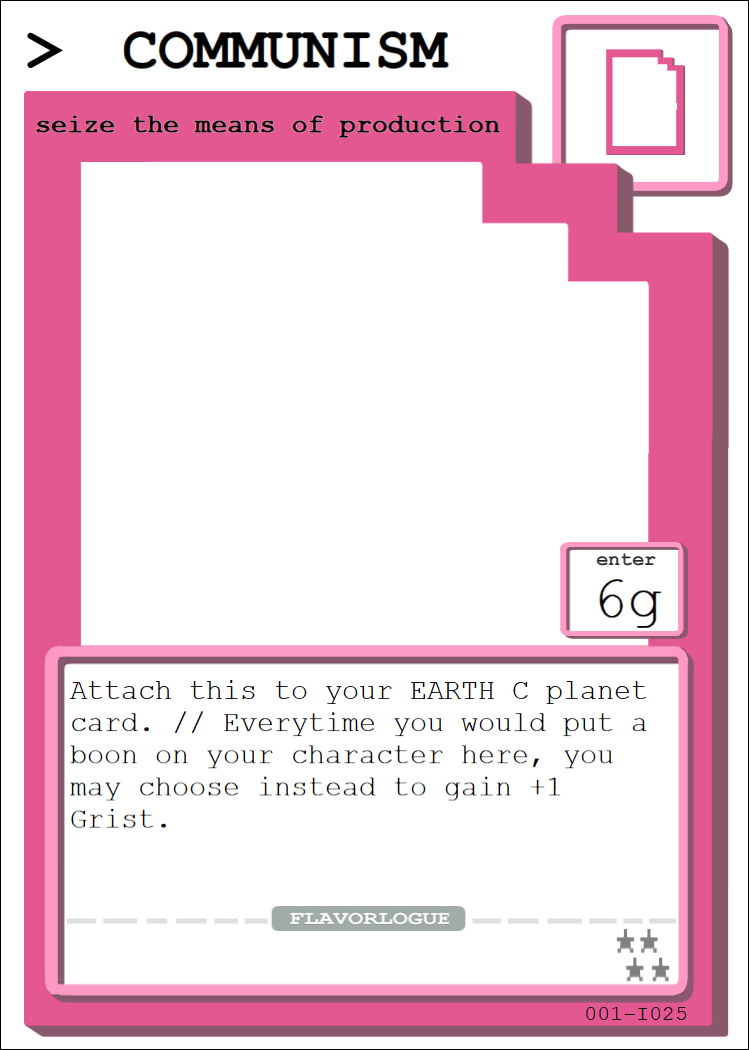 > COMMUNISM
seize the means of production
enter
6g
Attach this to your EARTH C planet
card. // Everytime you would put a
boon on your character here, you
may choose instead to gain +1
Grist.
FLAVORLOGUE
001-I025